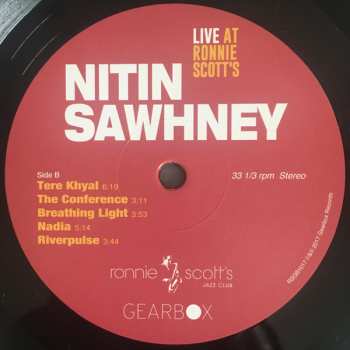 LIVE AT
RONNIE
SCOTT'S
NITIN
SAWHNEY
Side B
Tere Khyal 6:19
The Conference 3:11
Breathing Light 3:53
Nadia 5:14
Riverpulse 3:44
33 1/3 rpm Stereo
ronnie scott's
JAZZ CLUB
GEARBOX